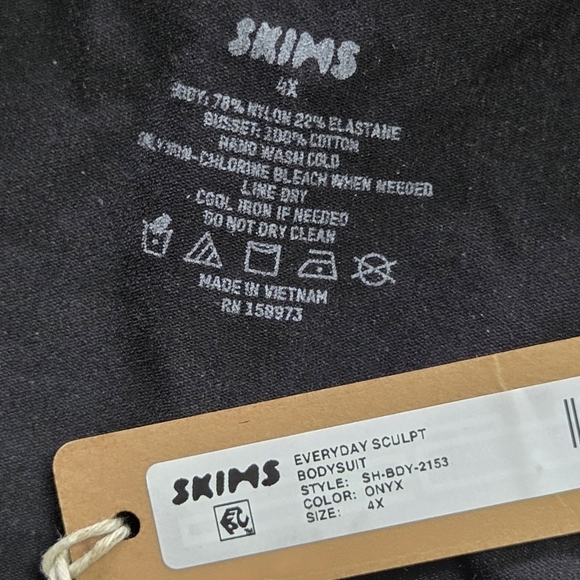 SKIMS
4X
BODY: 78% NYLON 22% ELASTANE
GUSSET: 100% COTTON
HAND WASH COLD
ONLY NON-CHLORINE BLEACH WHEN NEEDED
LINE DRY
COOL IRON IF NEEDED
DO NOT DRY CLEAN
MADE IN VIETNAM
RN 158973
SKIMS
EVERYDAY SCULPT
BODYSUIT
STYLE: SH-BDY-2153
COLOR: ONYX
SIZE: 4X